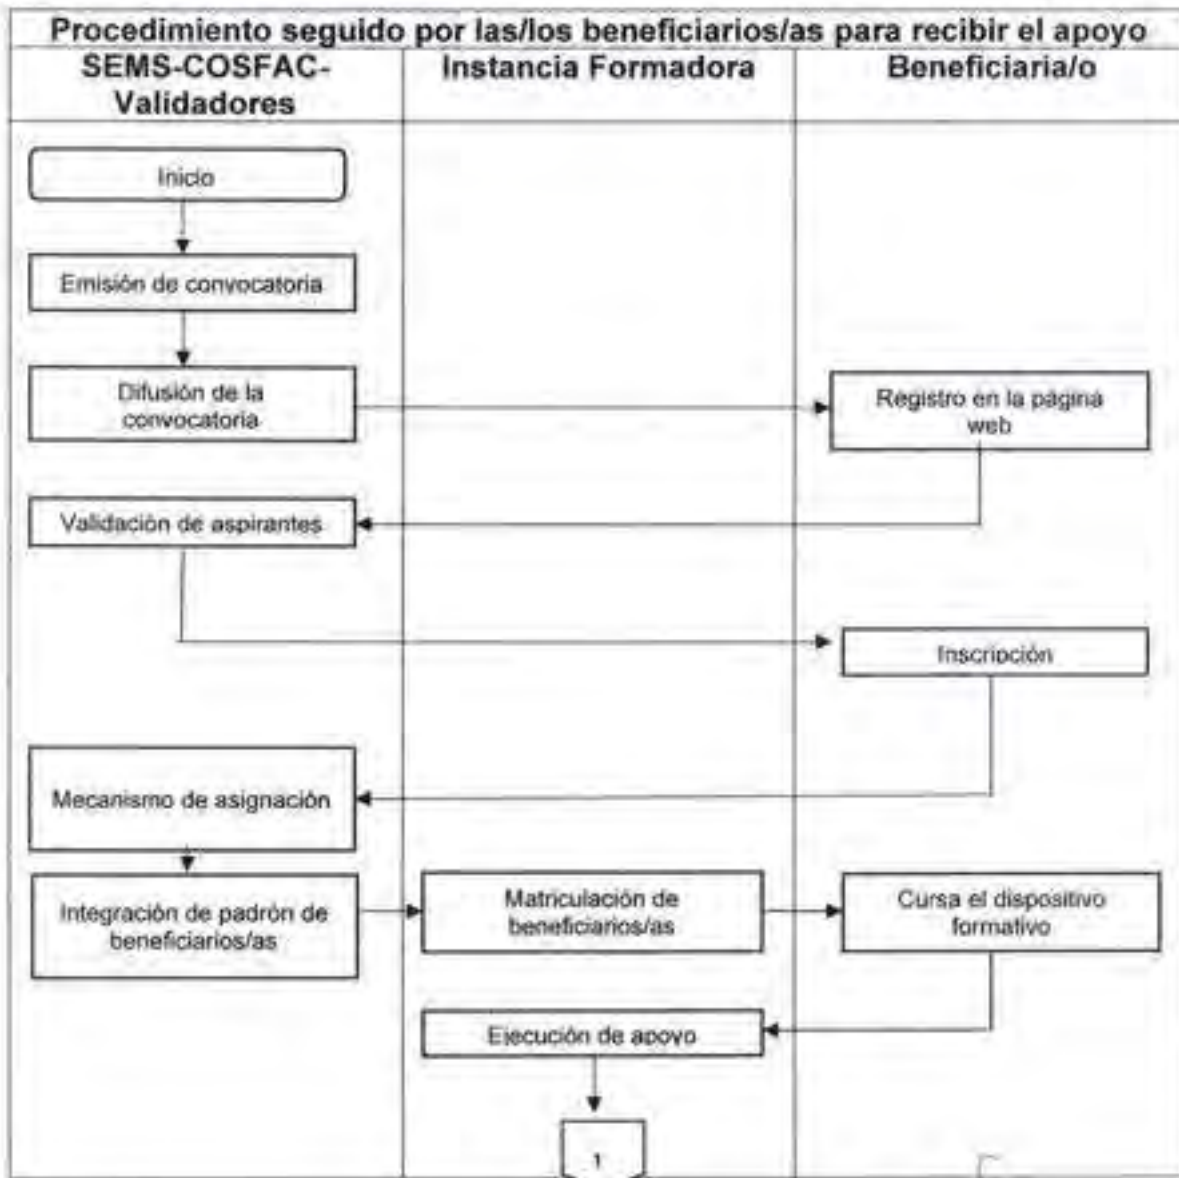 Procedimiento seguido por las/los beneficiarios/as para recibir el apoyo
SEMS-COSFAC-
Validadores
Instancia Formadora
Beneficiaria/o
Inicio
Emisión de convocatoria
Difusión de la
convocatoria
Registro en la página
web
Validación de aspirantes
Inscripción
Mecanismo de asignación
Integración de padrón de
beneficiarios/as
Matriculación de
beneficiarios/as
Cursa el dispositivo
formativo
Ejecución de apoyo
1